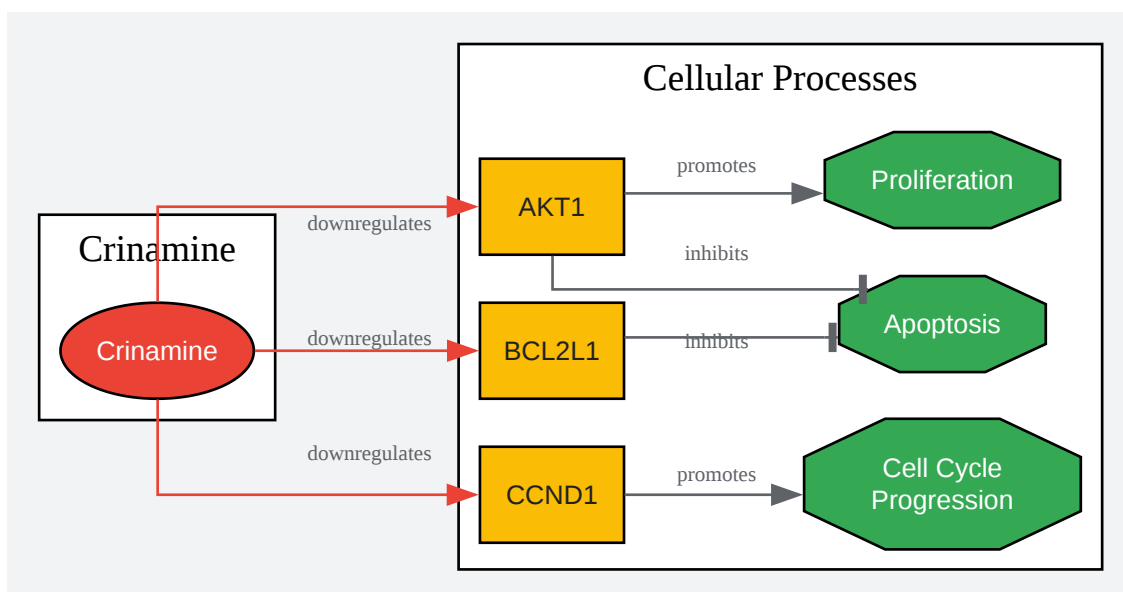 Cellular Processes
promotes
Proliferation
AKT1
downregulates
Crinamine
inhibits
Apoptosis
downregulates
inhibits
Crinamine
BCL2L1
downregulates
promotes
Cell Cycle
Progression
CCND1